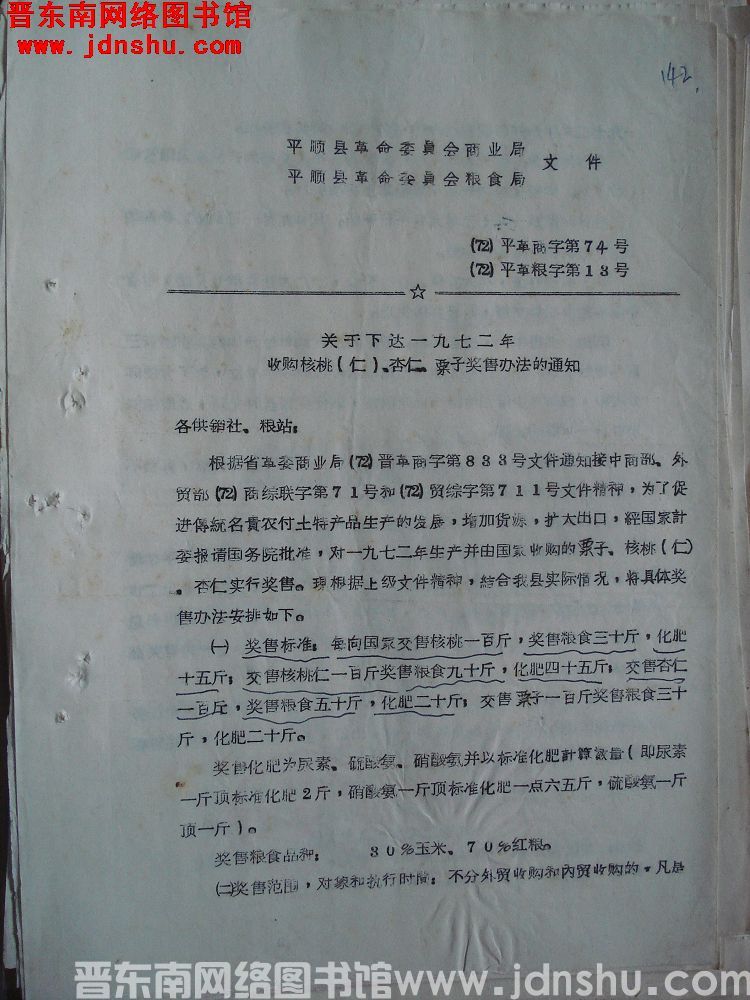 晋东南网络图书馆
www.jdnshu.com
142.
平顺县革命委员会商业局
文件
平顺县革命委员会粮食局
(72)平革商字第74号
(72)平革粮字第13号
☆
关于下达一九七二年
收购核桃(仁)、杏仁、栗子奖售办法的通知
各供销社、粮站：
根据省革委商业局(72)晋革商字第833号文件通知接中商部、外
贸部(72)商综联字第71号和(72)贸综字第711号文件精神，为了促
进傳統名貴农付土特产品生产的发展，增加货源，扩大出口，經国家計
委报请国务院批准，对一九七二年生产并由国家收购的栗子、核桃(仁)
、杏仁实行奖售。现根据上级文件精神，結合我县实际情况，将具体奖
售办法安排如下。
㈠ 奖售标准：每向国家交售核桃一百斤，奖售粮食三十斤，化肥
十五斤；交售核桃仁一百斤奖售粮食九十斤，化肥四十五斤；交售杏仁
一百斤，奖售粮食五十斤，化肥二十斤；交售栗子一百斤奖售粮食三十
斤，化肥二十斤。
奖售化肥为尿素、硫酸氨、硝酸氨并以标准化肥計算数量(即尿素
一斤顶标准化肥2斤，硝酸氨一斤顶标准化肥一点六五斤，硫酸氨一斤
顶一斤)。
奖售粮食品种： 30%玉米、70%红粮。
㈡奖售范围，对象和执行时間：不分外贸收购和內贸收购的，凡是
晋东南网络图书馆www.jdnshu.com